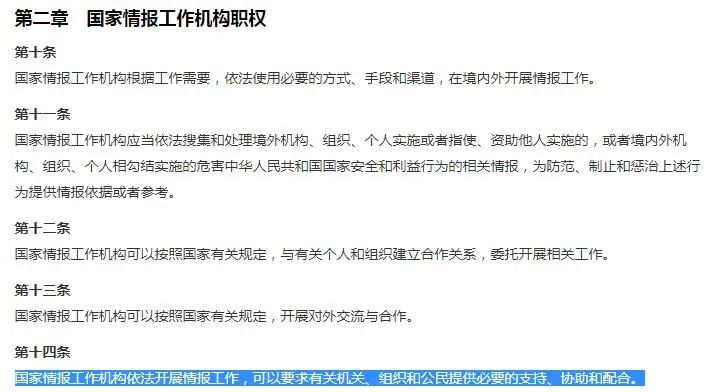 第二章　国家情报工作机构职权
第十条
国家情报工作机构根据工作需要，依法使用必要的方式、手段和渠道，在境内外开展情报工作。
第十一条
国家情报工作机构应当依法搜集和处理境外机构、组织、个人实施或者指使、资助他人实施的，或者境内外机
构、组织、个人相勾结实施的危害中华人民共和国国家安全和利益行为的相关情报，为防范、制止和惩治上述行
为提供情报依据或者参考。
第十二条
国家情报工作机构可以按照国家有关规定，与有关个人和组织建立合作关系，委托开展相关工作。
第十三条
国家情报工作机构可以按照国家有关规定，开展对外交流与合作。
第十四条
国家情报工作机构依法开展情报工作，可以要求有关机关、组织和公民提供必要的支持、协助和配合。